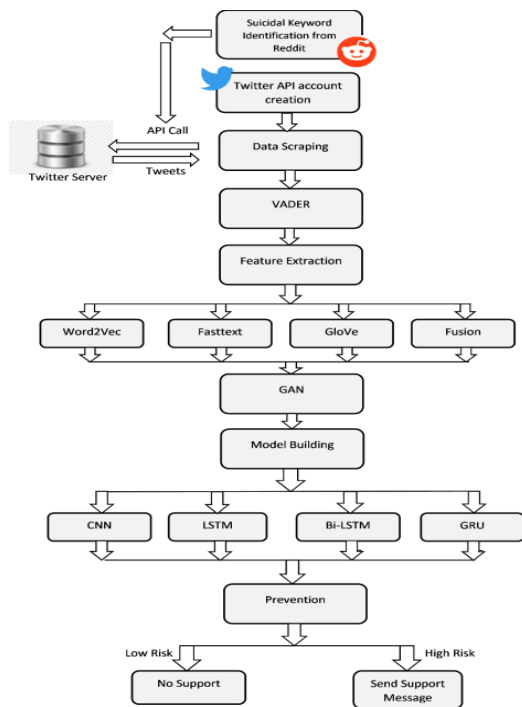 Suicidal Keyword
Identification from
Reddit
Twitter API account
creation
API Call
Data Scraping
Tweets
Twitter Server
VADER
Feature Extraction
Word2Vec
Fasttext
GloVe
Fusion
GAN
Model Building
CNN
LSTM
Bi-LSTM
GRU
Prevention
Low Risk
High Risk
No Support
Send Support
Message